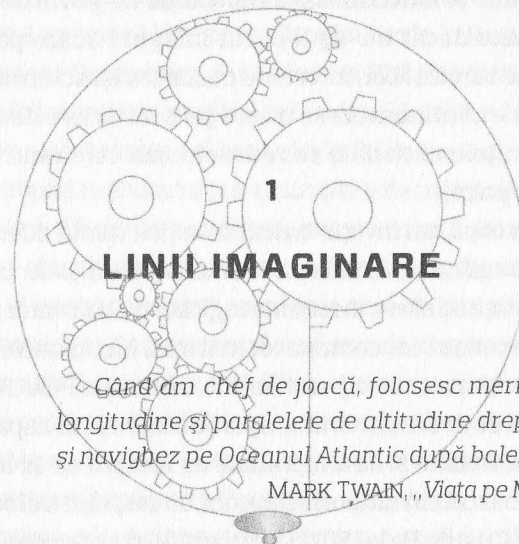 1
LINII IMAGINARE
Când am chef de joacă, folosesc
longitudine și paralelele de altitudine
și navighez pe Oceanul Atlantic după
MARK TWAIN, „Viața pe